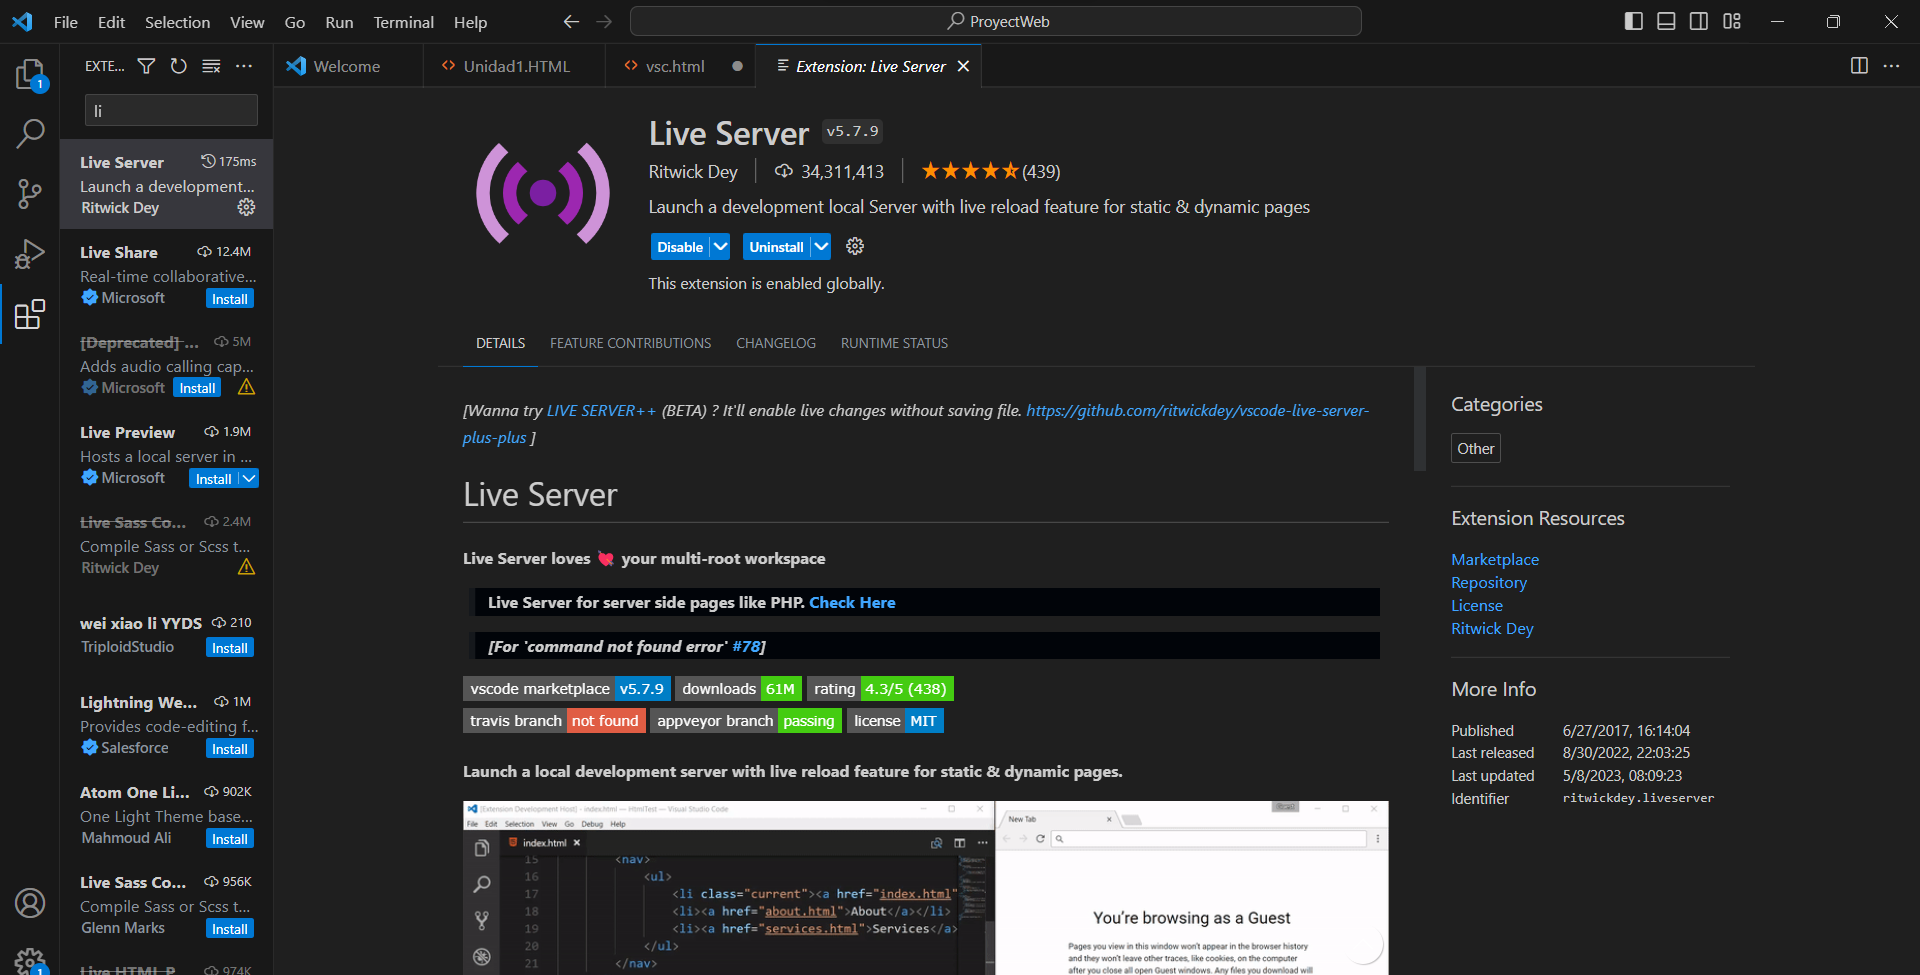 File Edit Selection View Go Run Terminal Help
ProyectWeb
EXTE...
Welcome
Unidad1.HTML
vsc.html
Extension: Live Server
1
li
Live Server 175ms
Launch a development...
Ritwick Dey
Live Share 12.4M
Real-time collaborative...
Microsoft Install
[Deprecated] ... 5M
Adds audio calling cap...
Microsoft Install
Live Preview 1.9M
Hosts a local server in ...
Microsoft Install
Live Sass Co... 2.4M
Compile Sass or Scss t...
Ritwick Dey
wei xiao li YYDS 210
TriploidStudio Install
Lightning We... 1M
Provides code-editing f...
Salesforce Install
Atom One Li... 902K
One Light Theme base...
Mahmoud Ali Install
Live Sass Co... 956K
Compile Sass or Scss t...
Glenn Marks Install
Live HTML P 974K
1
Live Server v5.7.9
Ritwick Dey 34,311,413 (439)
Launch a development local Server with live reload feature for static & dynamic pages
Disable Uninstall
This extension is enabled globally.
DETAILS FEATURE CONTRIBUTIONS CHANGELOG RUNTIME STATUS
[Wanna try LIVE SERVER++ (BETA) ? It'll enable live changes without saving file. https://github.com/ritwickdey/vscode-live-server-
plus-plus ]
Live Server
Live Server loves 💘 your multi-root workspace
Live Server for server side pages like PHP. Check Here
[For `command not found error` #78]
vscode marketplace v5.7.9 downloads 61M rating 4.3/5 (438)
travis branch not found appveyor branch passing license MIT
Launch a local development server with live reload feature for static & dynamic pages.
[Extension Development Host] - index.html — HtmlTest — Visual Studio Code
File Edit Selection View Go Debug Help
index.html
15 <nav>
16 <ul>
17 <li class="current"><a href="index.html"
18 <li><a href="about.html">About</a></li>
19 <li><a href="services.html">Services</a>
20 </ul>
21 </nav>
New Tab
You're browsing as a Guest
Pages you view in this window won't appear in the browser history
and they won't leave other traces, like cookies, on the computer
after you close all open Guest windows. Any files you download will
Categories
Other
Extension Resources
Marketplace
Repository
License
Ritwick Dey
More Info
Published 6/27/2017, 16:14:04
Last released 8/30/2022, 22:03:25
Last updated 5/8/2023, 08:09:23
Identifier ritwickdey.liveserver